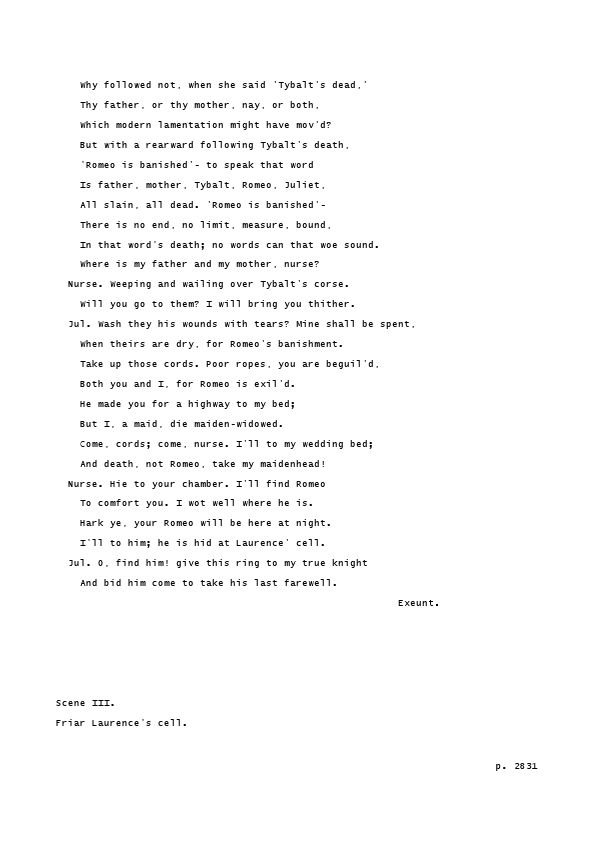 Why followed not, when she said 'Tybalt's dead,'
Thy father, or thy mother, nay, or both,
Which modern lamentation might have mov'd?
But with a rearward following Tybalt's death,
'Romeo is banished'- to speak that word
Is father, mother, Tybalt, Romeo, Juliet,
All slain, all dead. 'Romeo is banished'-
There is no end, no limit, measure, bound,
In that word's death; no words can that woe sound.
Where is my father and my mother, nurse?
Nurse. Weeping and wailing over Tybalt's corse.
Will you go to them? I will bring you thither.
Jul. Wash they his wounds with tears? Mine shall be spent,
When theirs are dry, for Romeo's banishment.
Take up those cords. Poor ropes, you are beguil'd,
Both you and I, for Romeo is exil'd.
He made you for a highway to my bed;
But I, a maid, die maiden-widowed.
Come, cords; come, nurse. I'll to my wedding bed;
And death, not Romeo, take my maidenhead!
Nurse. Hie to your chamber. I'll find Romeo
To comfort you. I wot well where he is.
Hark ye, your Romeo will be here at night.
I'll to him; he is hid at Laurence' cell.
Jul. O, find him! give this ring to my true knight
And bid him come to take his last farewell.
Exeunt.
Scene III.
Friar Laurence's cell.
p. 2831